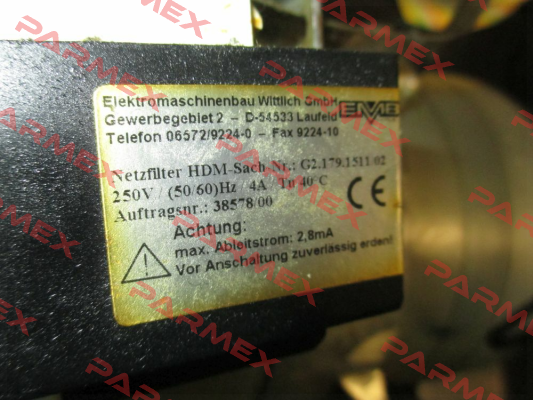 Elektromaschinenbau Wittlich GmbH
EMB
Gewerbegebiet 2 - D-54533 Laufeld
Telefon 06572/9224-0 - Fax 9224-10
Netzfilter HDM-Sach-Nr.: G2.179.1511/02
250V / (50/60)Hz / 4A / Tu 40°C
CE
Auftragsnr.: 38578/00
Achtung:
max. Ableitstrom: 2,8mA
Vor Anschaltung zuverlässig erden!
PARMEX
PARMEX
PARMEX
PARMEX
PARMEX
PARMEX
PARMEX
PARMEX